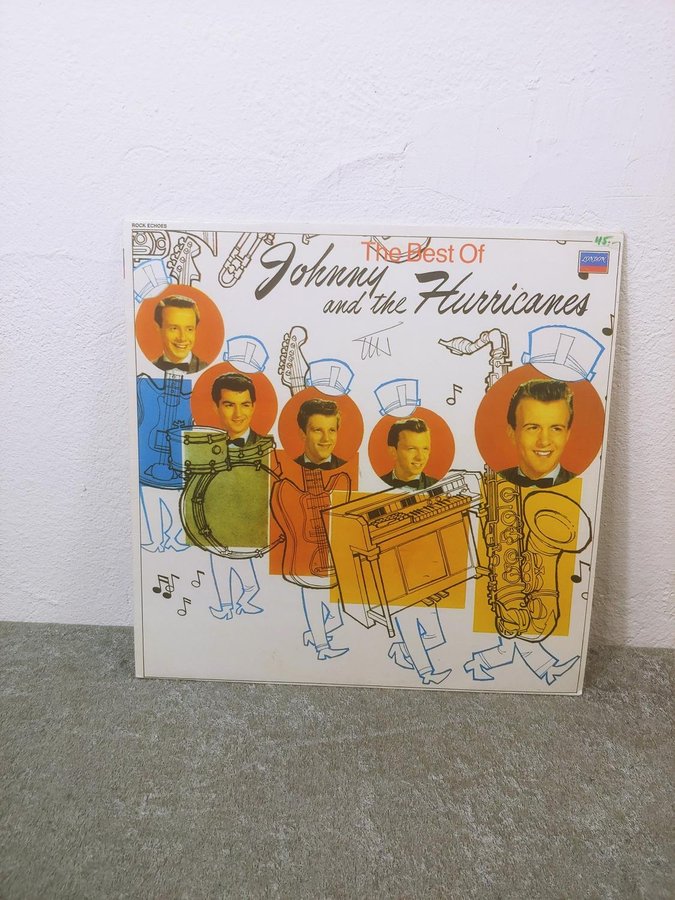 ROCK ECHOES
45.-
The Best Of
LONDON
Johnny
and the Hurricanes